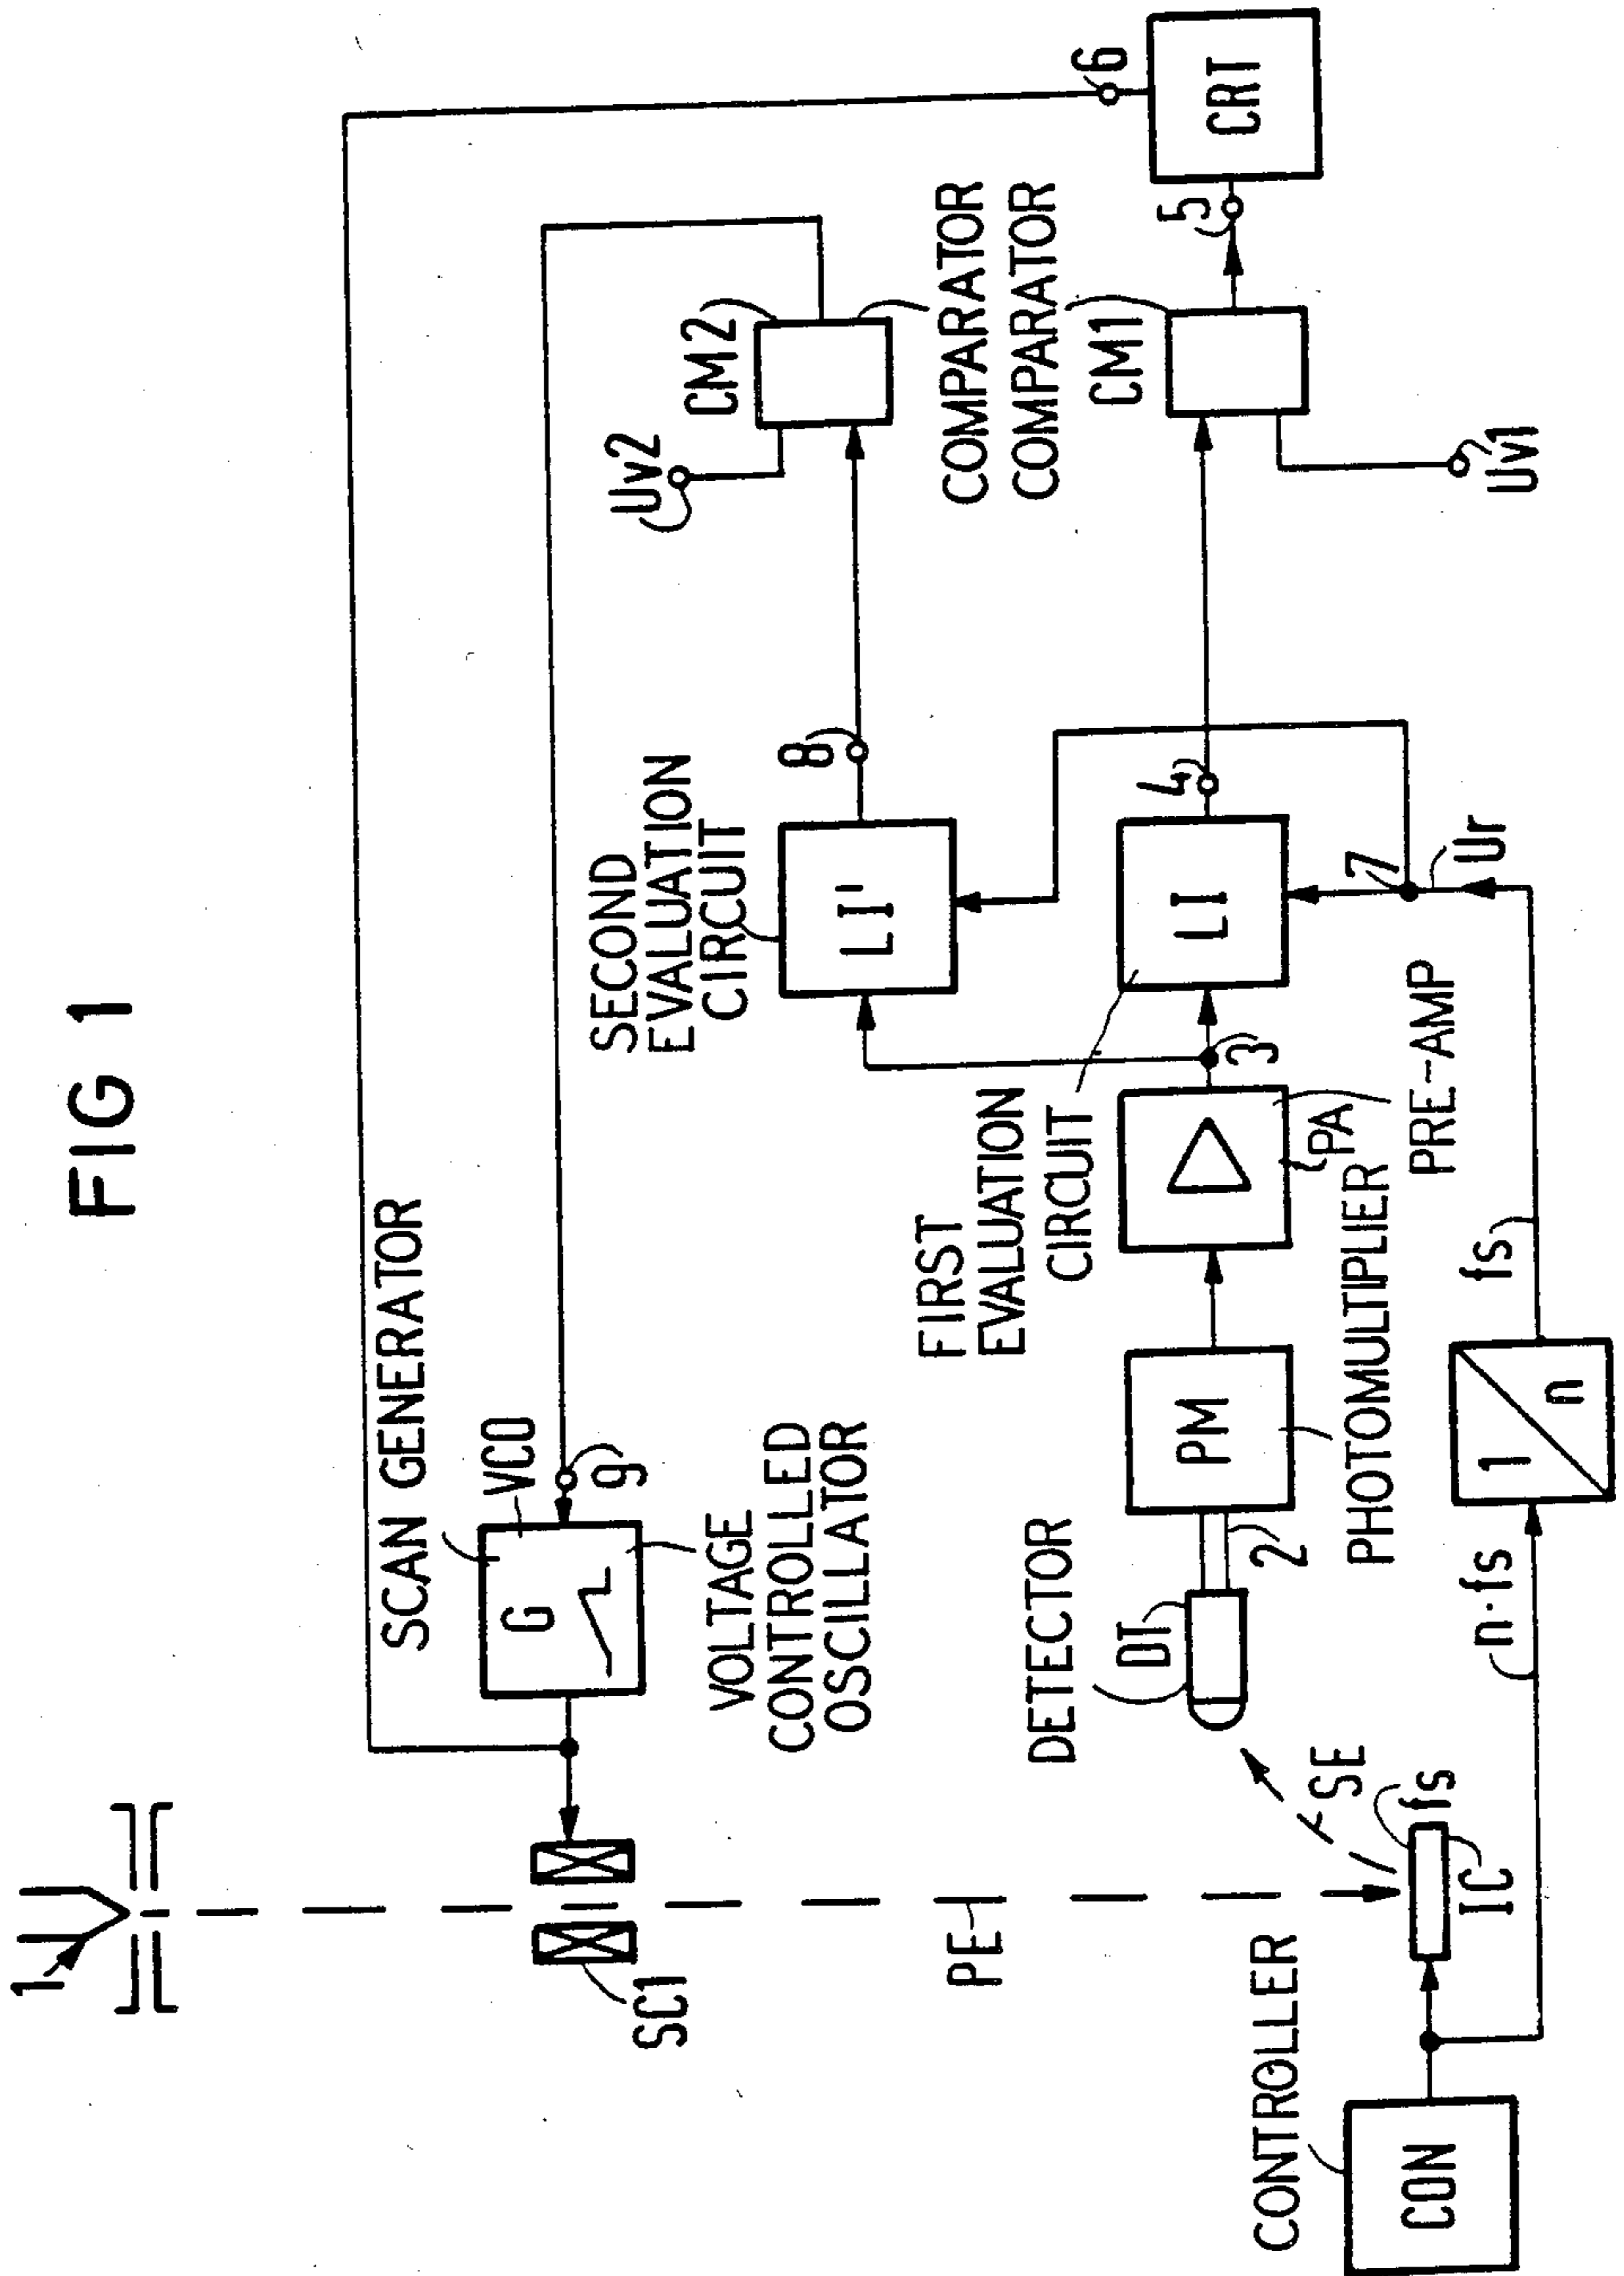 FIG 1
1
SCAN GENERATOR
VCO
G
9
VOLTAGE
CONTROLLED
OSCILLATOR
SC1
PE
SECOND
EVALUATION
CIRCUIT
LI'
8
Uv2
CM2
6
CRT
5
COMPARATOR
COMPARATOR
CM1
Uv1
DETECTOR
DT
2
PM
PHOTOMULTIPLIER
FIRST
EVALUATION
CIRCUIT
PA
PRE-AMP
3
LI
4
7
Ur
SE
fs
IC
CONTROLLER
CON
n·fs
1
n
fs